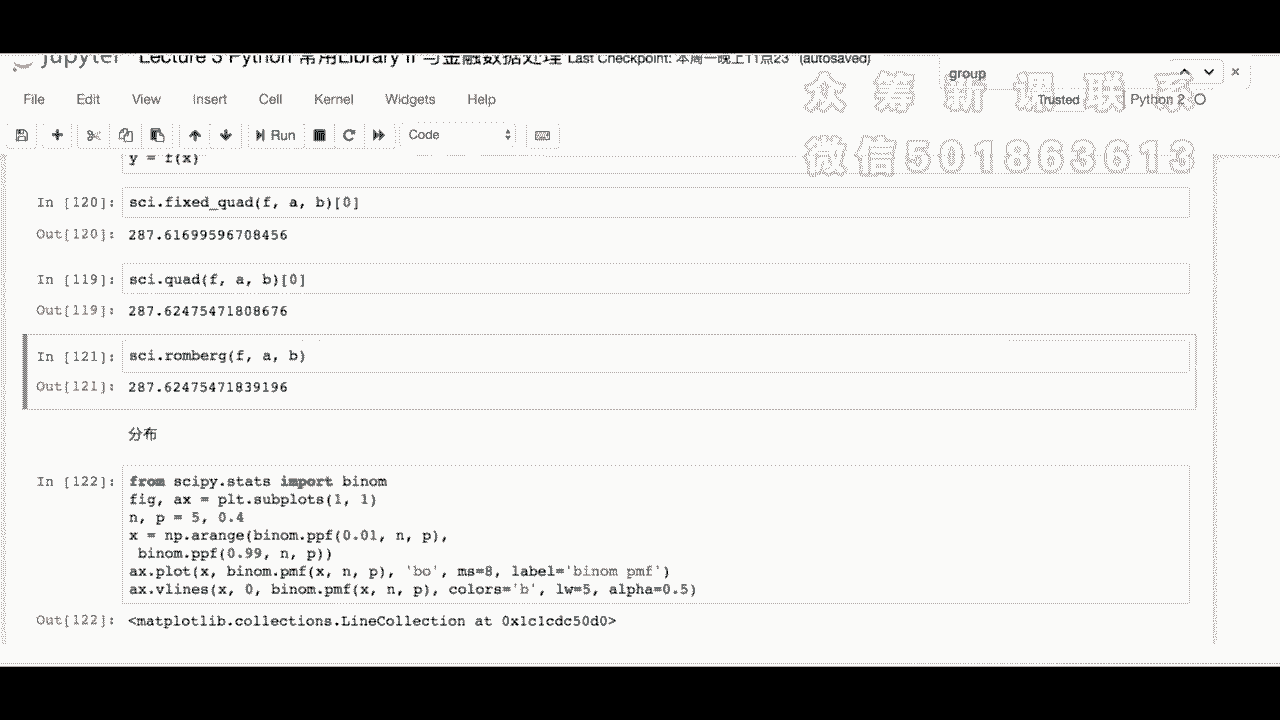 jupyter Lecture 3 Python 常用Library II 与金融数据处理 Last Checkpoint: 本周一晚上11点23 (autosaved)
group
众筹新课联系
微信501863613
File Edit View Insert Cell Kernel Widgets Help Trusted Python 2
Run Code
y = f(x)
In [120]: sci.fixed_quad(f, a, b)[0]
Out[120]: 287.61699596708456
In [119]: sci.quad(f, a, b)[0]
Out[119]: 287.62475471808676
In [121]: sci.romberg(f, a, b)
Out[121]: 287.62475471839196
分布
In [122]: from scipy.stats import binom
fig, ax = plt.subplots(1, 1)
n, p = 5, 0.4
x = np.arange(binom.ppf(0.01, n, p),
binom.ppf(0.99, n, p))
ax.plot(x, binom.pmf(x, n, p), 'bo', ms=8, label='binom pmf')
ax.vlines(x, 0, binom.pmf(x, n, p), colors='b', lw=5, alpha=0.5)
Out[122]: <matplotlib.collections.LineCollection at 0x1c1cdc50d0>